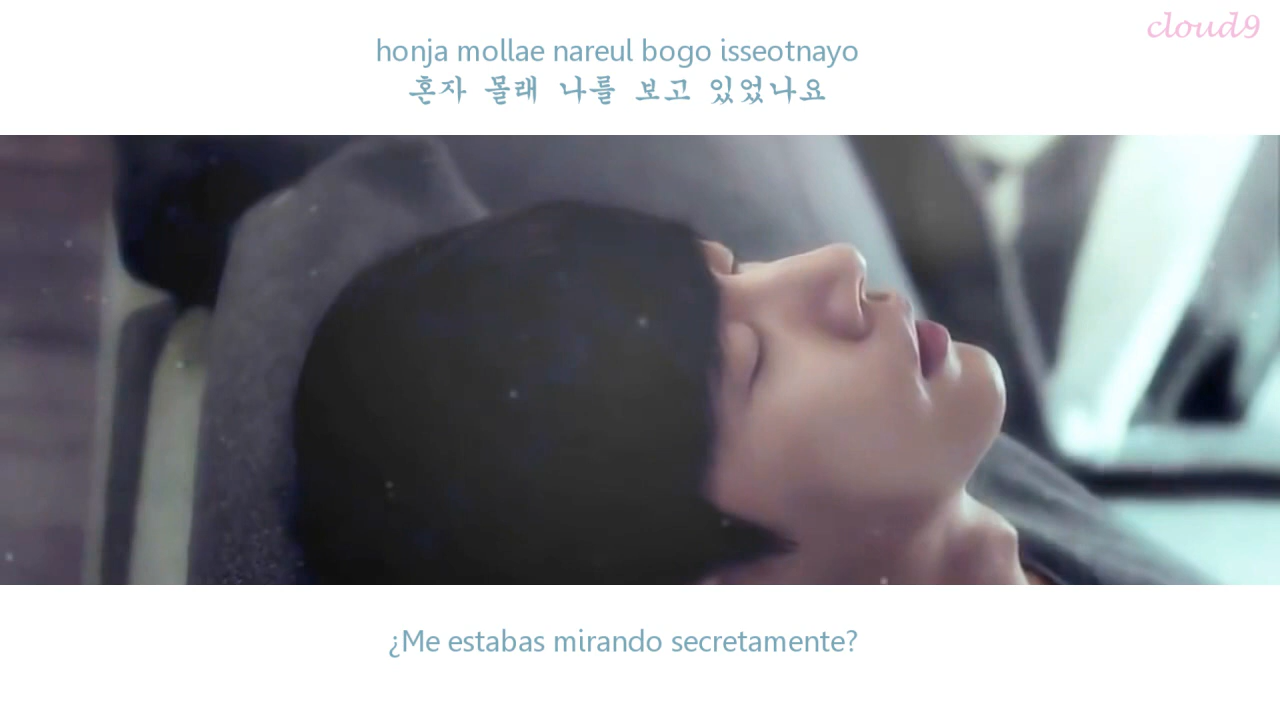 cloud9
honja mollae nareul bogo isseotnayo
혼자 몰래 나를 보고 있었나요
¿Me estabas mirando secretamente?